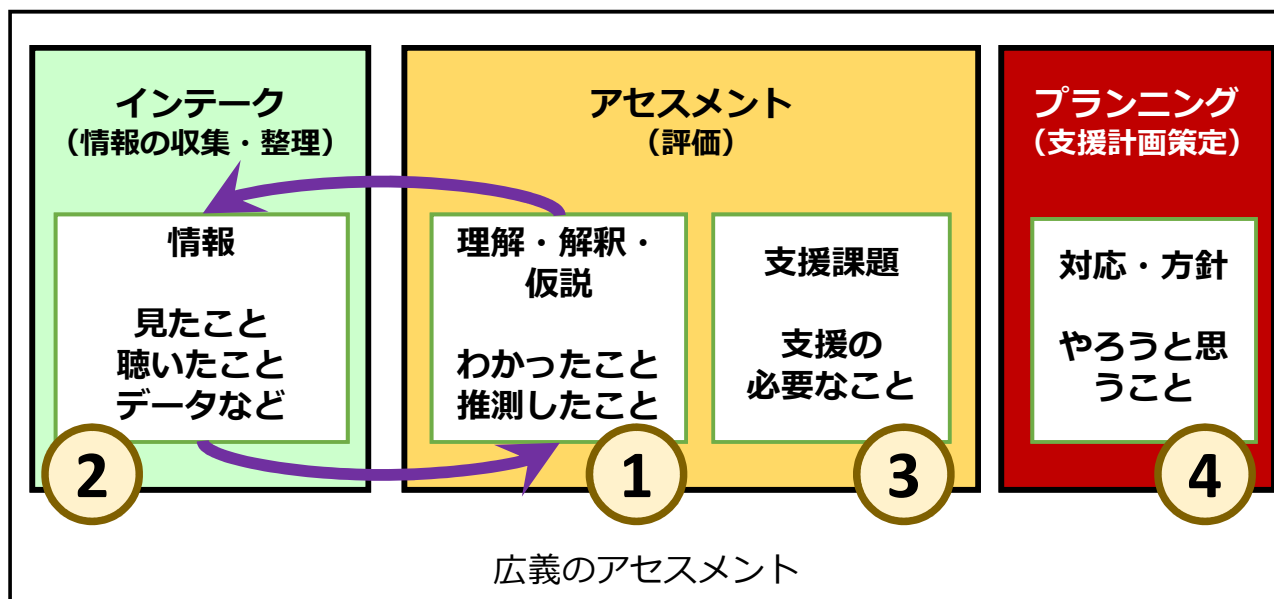 インテーク
（情報の収集・整理）
情報
見たこと
聴いたこと
データなど
2
アセスメント
（評価）
理解・解釈・
仮説
わかったこと
推測したこと
1
支援課題
支援の
必要なこと
3
プランニング
（支援計画策定）
対応・方針
やろうと思
うこと
4
広義のアセスメント